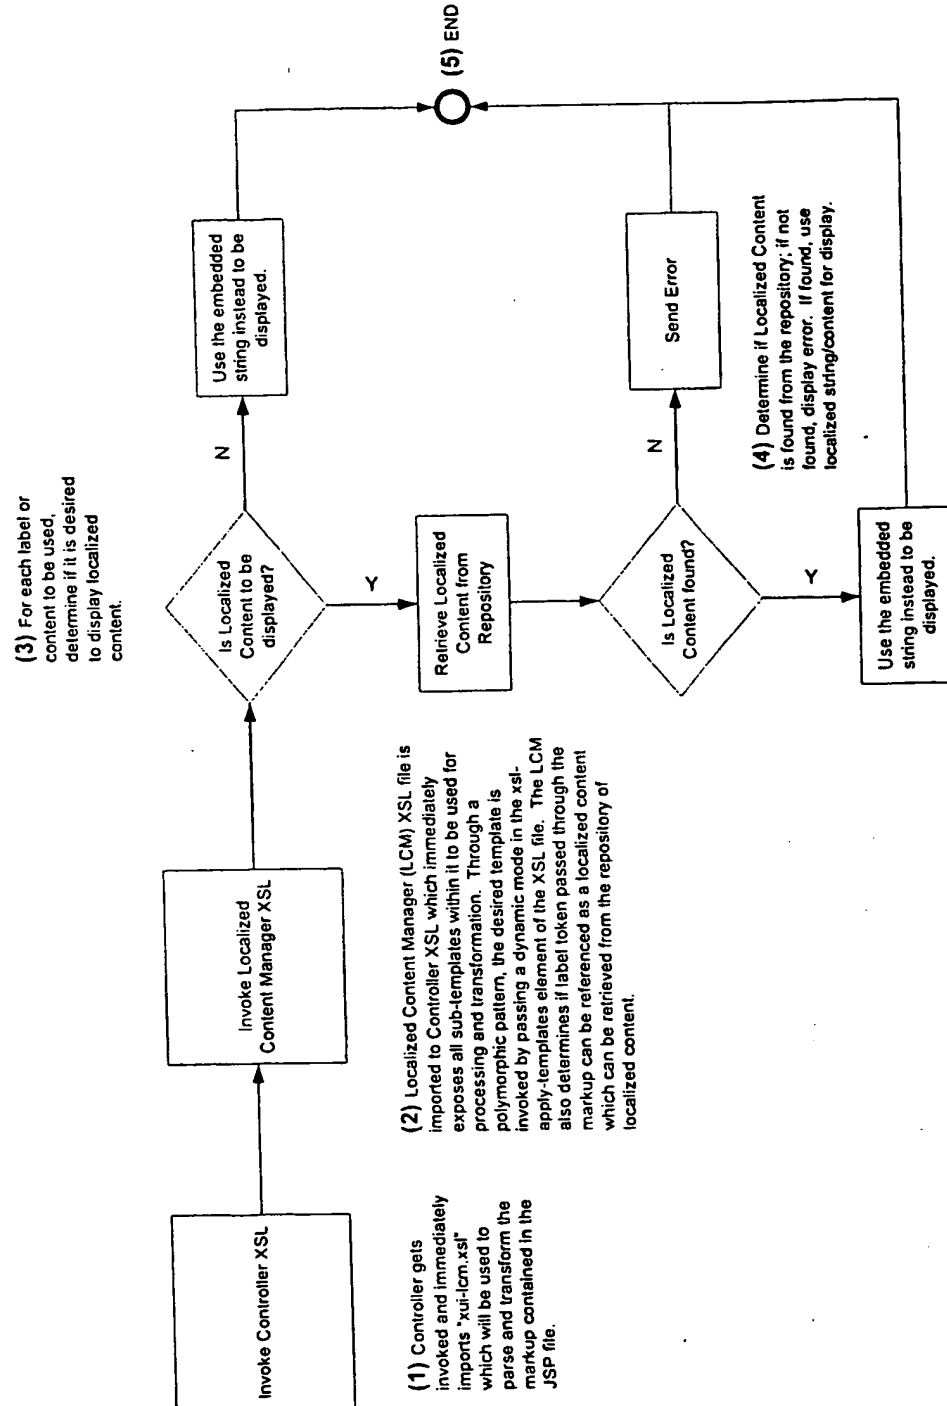 Invoke Controller XSL
(1) Controller gets
invoked and immediately
imports "xui-lcm.xsl"
which will be used to
parse and transform the
markup contained in the
JSP file.
Invoke Localized
Content Manager XSL
(2) Localized Content Manager (LCM) XSL file is
imported to Controller XSL which immediately
exposes all sub-templates within it to be used for
processing and transformation. Through a
polymorphic pattern, the desired template is
invoked by passing a dynamic mode in the xsl-
apply-templates element of the XSL file. The LCM
also determines if label token passed through the
markup can be referenced as a localized content
which can be retrieved from the repository of
localized content.
(3) For each label or
content to be used,
determine if it is desired
to display localized
content.
Is Localized
Content to be
displayed?
N
Use the embedded
string instead to be
displayed.
Y
Retrieve Localized
Content from
Repository
Is Localized
Content found?
N
Send Error
Y
Use the embedded
string instead to be
displayed.
(4) Determine if Localized Content
is found from the repository; if not
found, display error. If found, use
localized string/content for display.
(5) END